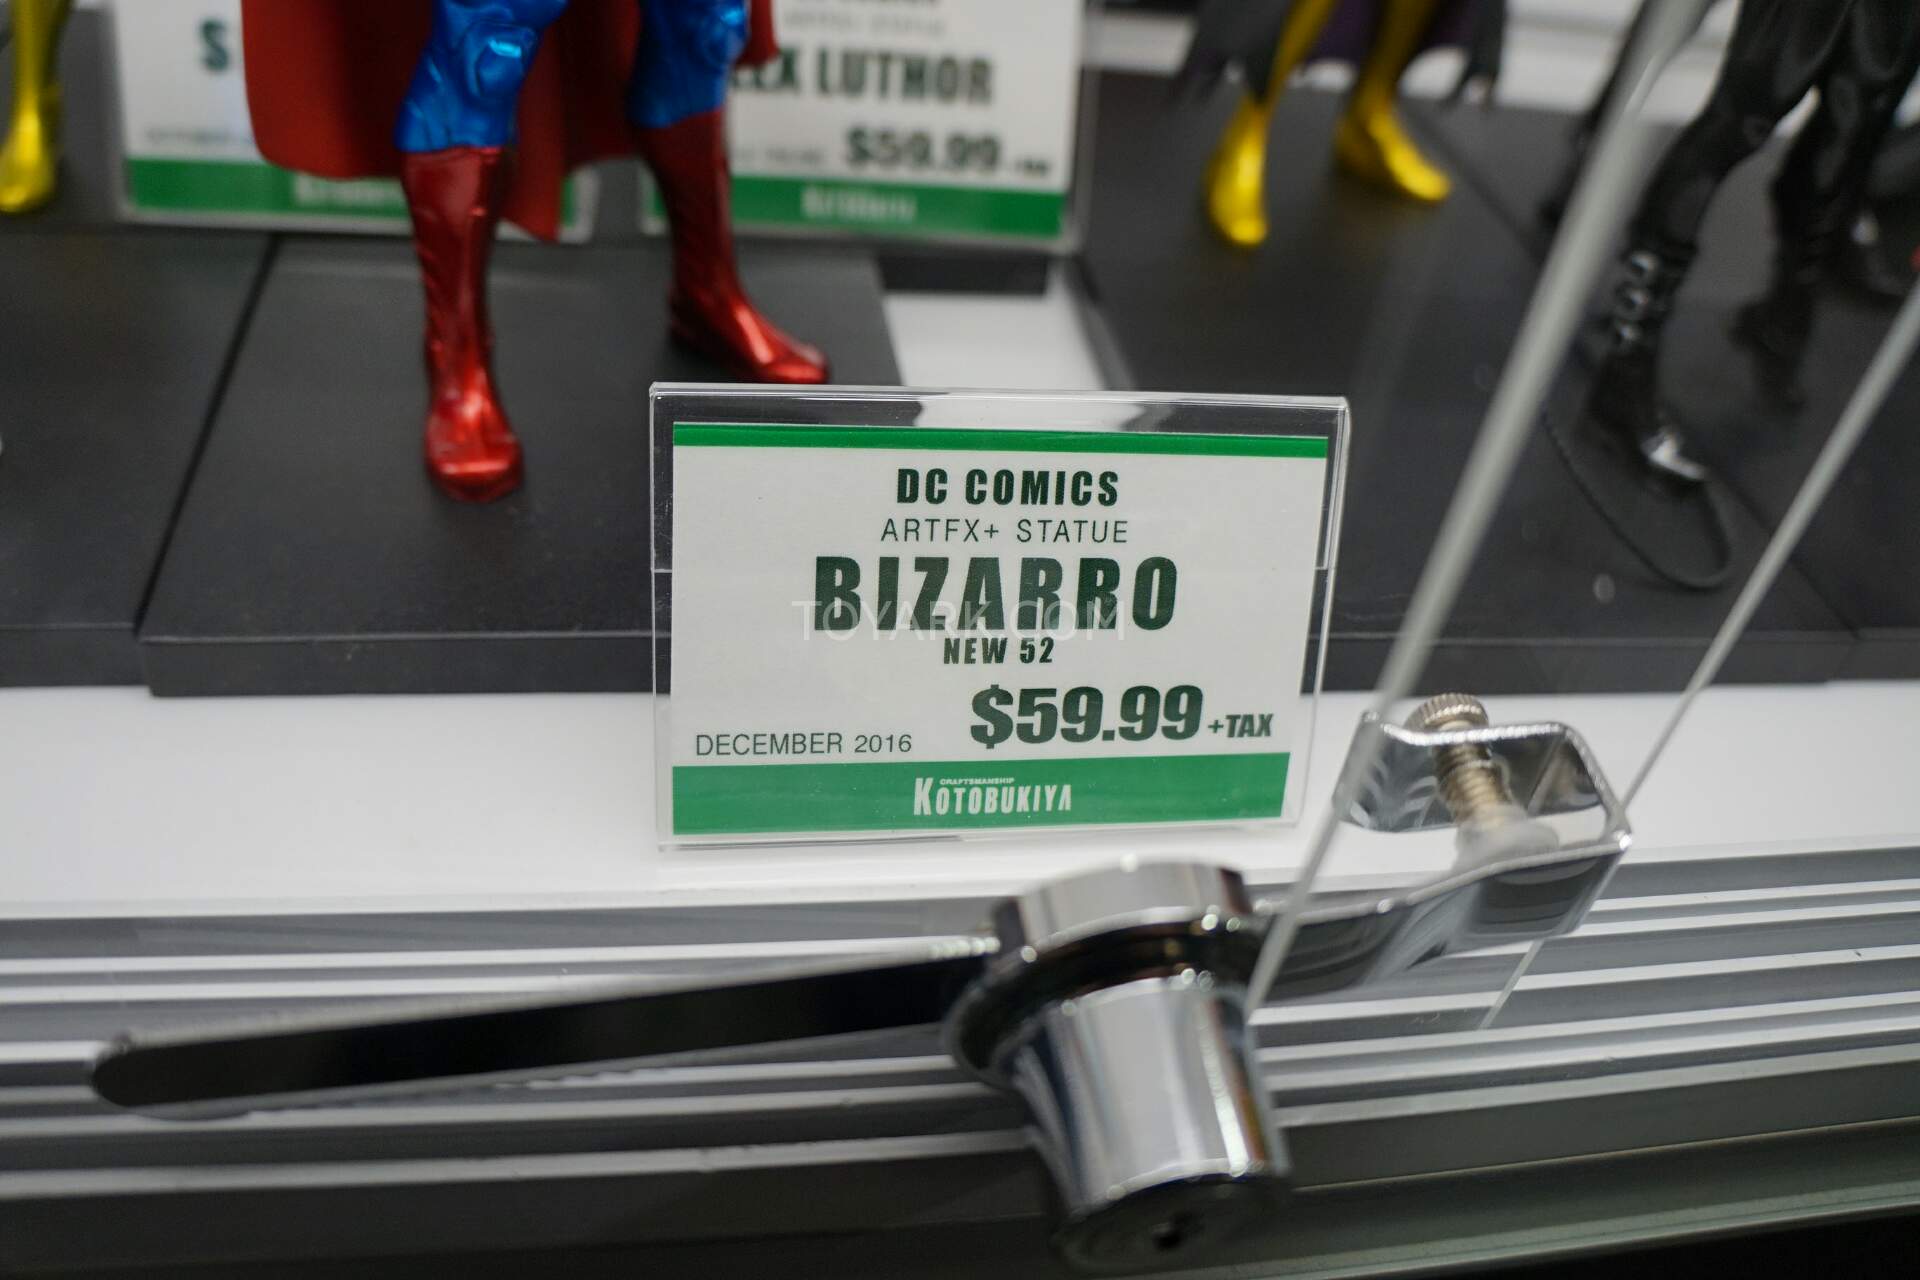 LUTHOR
$59.99
DC COMICS
ARTFX+ STATUE
BIZARRO
TOYARK.COM
NEW 52
$59.99 +TAX
DECEMBER 2016
CRAFTSMANSHIP
KOTOBUKIYA